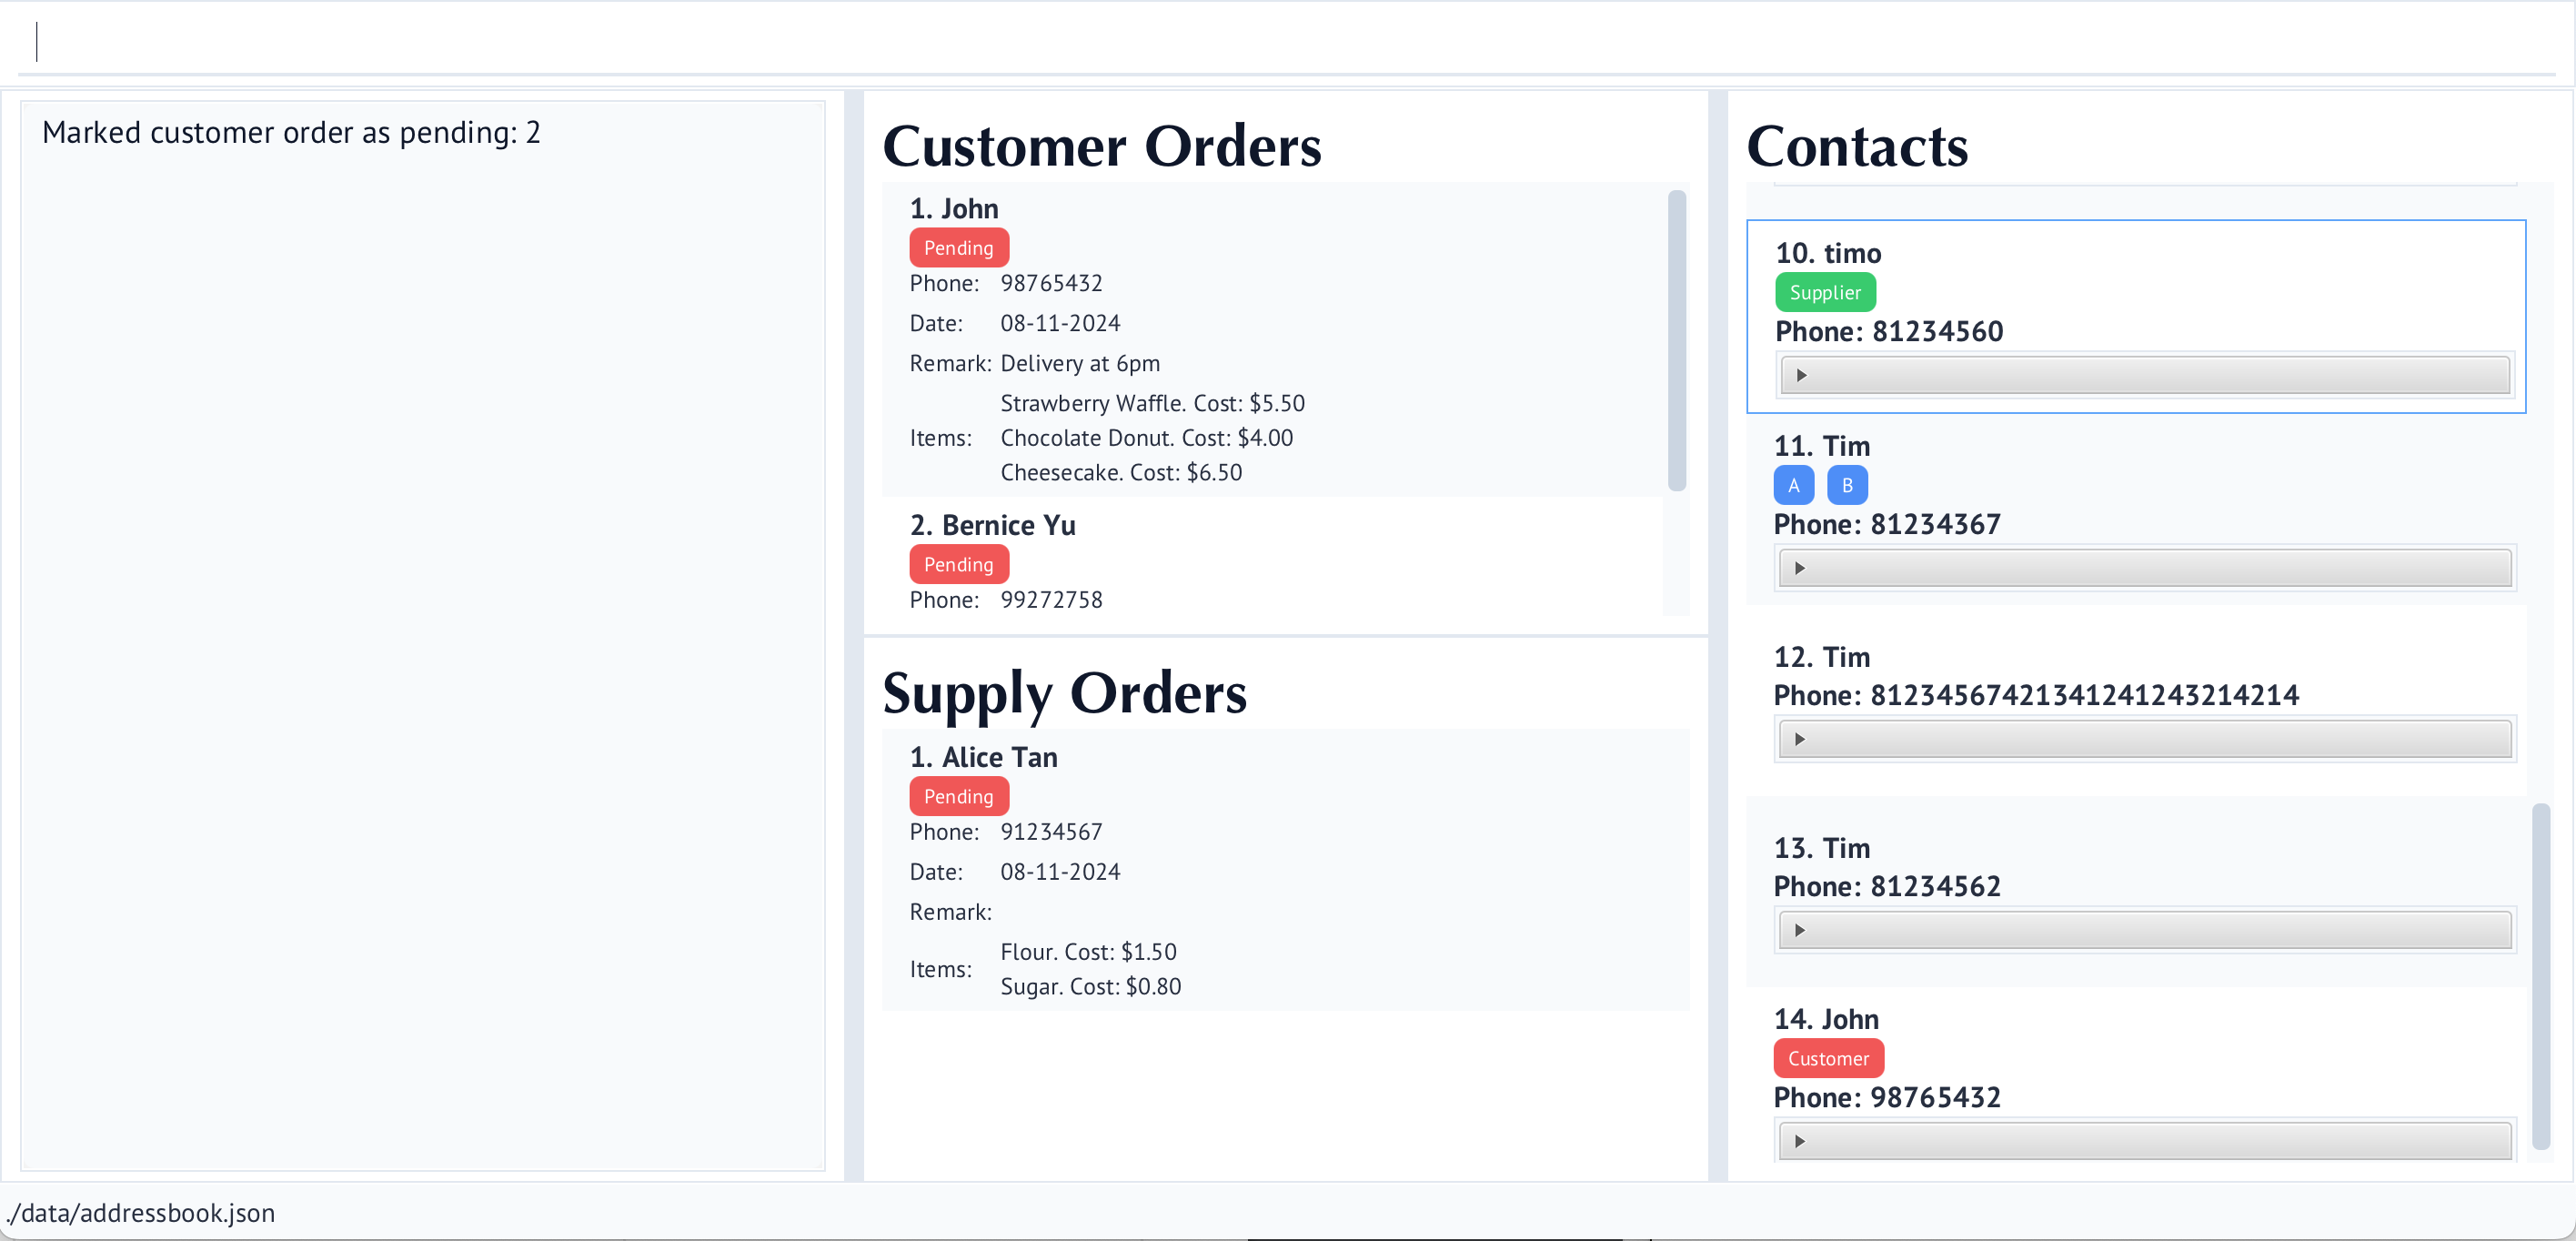 Marked customer order as pending: 2
Customer Orders
1. John
Pending
Phone: 98765432
Date: 08-11-2024
Remark: Delivery at 6pm
Strawberry Waffle. Cost: $5.50
Items: Chocolate Donut. Cost: $4.00
Cheesecake. Cost: $6.50
2. Bernice Yu
Pending
Phone: 99272758
Supply Orders
1. Alice Tan
Pending
Phone: 91234567
Date: 08-11-2024
Remark:
Items: Flour. Cost: $1.50
Sugar. Cost: $0.80
Contacts
10. timo
Supplier
Phone: 81234560
11. Tim
A B
Phone: 81234367
12. Tim
Phone: 81234567421341241243214214
13. Tim
Phone: 81234562
14. John
Customer
Phone: 98765432
./data/addressbook.json